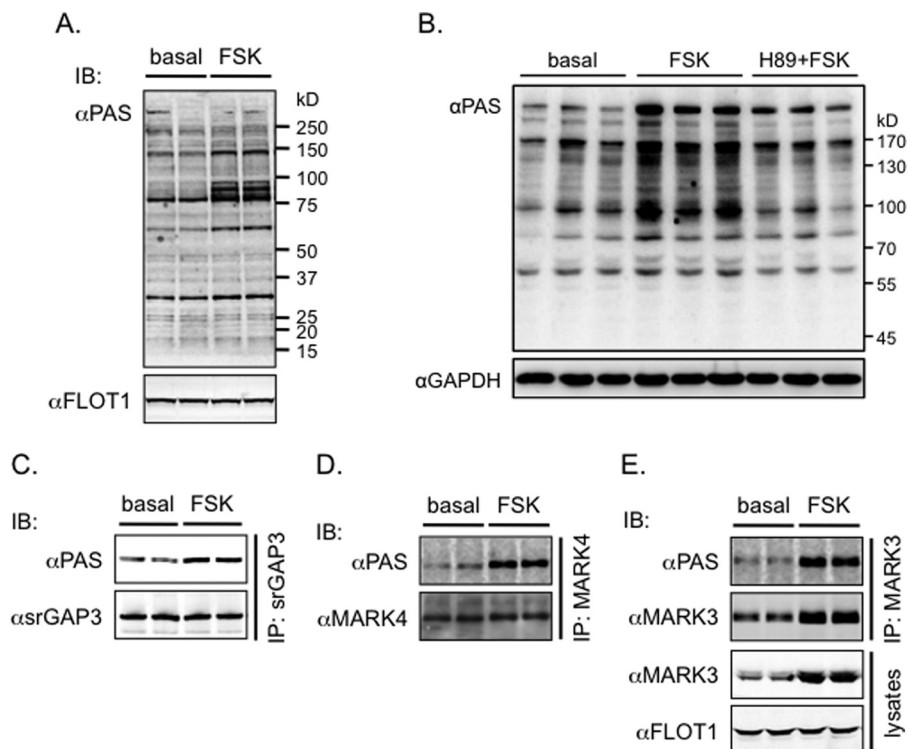 A.
basal FSK
IB:
αPAS
kD
250
150
100
75
50
37
25
20
15
αFLOT1
B.
basal FSK H89+FSK
αPAS
kD
170
130
100
70
55
45
αGAPDH
C.
basal FSK
IB:
αPAS
αsrGAP3
IP: srGAP3
D.
basal FSK
IB:
αPAS
αMARK4
IP: MARK4
E.
basal FSK
IB:
αPAS
αMARK3
IP: MARK3
αMARK3
αFLOT1
lysates